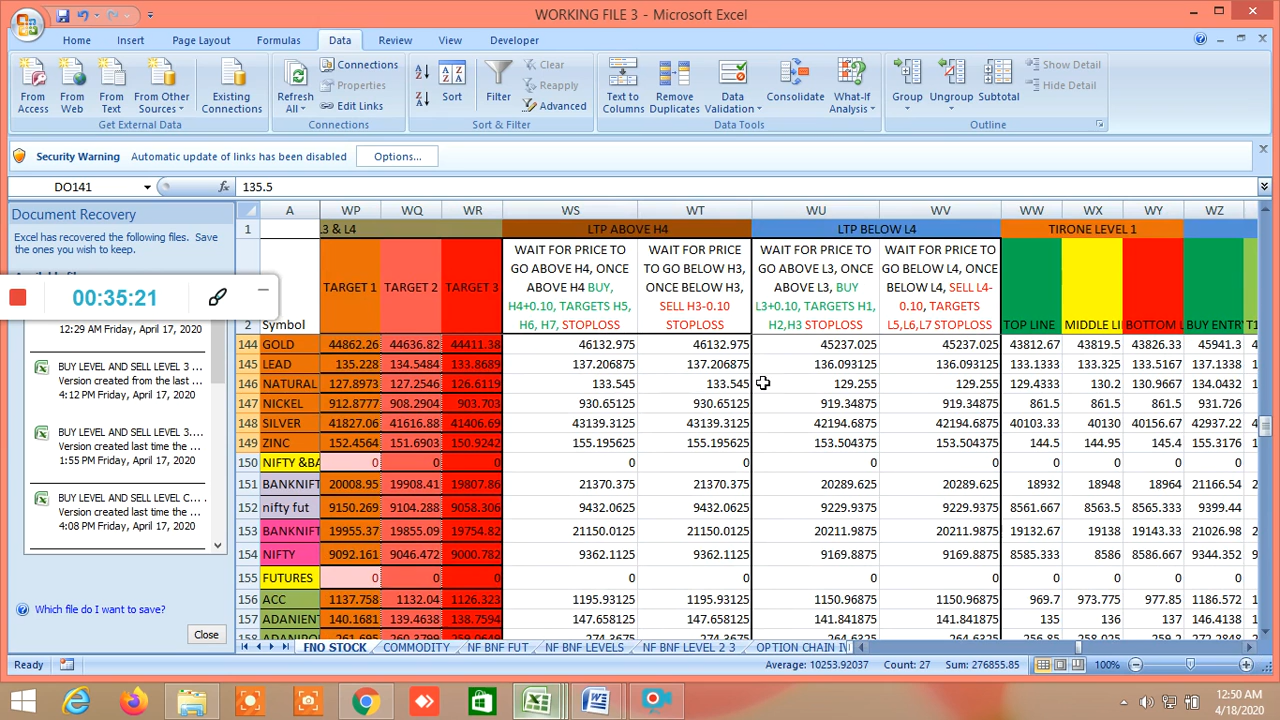 WORKING FILE 3 - Microsoft Excel
Home Insert Page Layout Formulas Data Review View Developer
From Access
From Web
From Text
From Other Sources
Existing Connections
Get External Data
Refresh All
Connections
Properties
Edit Links
Connections
Sort
Filter
Clear
Reapply
Advanced
Sort & Filter
Text to Columns
Remove Duplicates
Data Validation
Consolidate
What-If Analysis
Data Tools
Group
Ungroup
Subtotal
Show Detail
Hide Detail
Outline
Security Warning Automatic update of links has been disabled Options...
DO141 fx 135.5
Document Recovery
Excel has recovered the following files. Save
the ones you wish to keep.
00:35:21
12:29 AM Friday, April 17, 2020
BUY LEVEL AND SELL LEVEL 3 ....
Version created from the last ...
4:12 PM Friday, April 17, 2020
BUY LEVEL AND SELL LEVEL 3....
Version created last time the ...
1:55 PM Friday, April 17, 2020
BUY LEVEL AND SELL LEVEL C...
Version created last time the ...
4:08 PM Friday, April 17, 2020
Which file do I want to save?
Close
A WP WQ WR WS WT WU WV WW WX WY WZ
1 L3 & L4 LTP ABOVE H4 LTP BELOW L4 TIRONE LEVEL 1
2 Symbol
TARGET 1 TARGET 2 TARGET 3
WAIT FOR PRICE TO
GO ABOVE H4, ONCE
ABOVE H4 BUY,
H4+0.10, TARGETS H5,
H6, H7, STOPLOSS
WAIT FOR PRICE
TO GO BELOW H3,
ONCE BELOW H3,
SELL H3-0.10
STOPLOSS
WAIT FOR PRICE TO
GO ABOVE L3, ONCE
ABOVE L3, BUY
L3+0.10, TARGETS H1,
H2,H3 STOPLOSS
WAIT FOR PRICE TO
GO BELOW L4, ONCE
BELOW L4, SELL L4-
0.10, TARGETS
L5,L6,L7 STOPLOSS
TOP LINE MIDDLE LI BOTTOM L BUY ENTR T1
144 GOLD 44862.26 44636.82 44411.38 46132.975 46132.975 45237.025 45237.025 43812.67 43819.5 43826.33 45941.3
145 LEAD 135.228 134.5484 133.8689 137.206875 137.206875 136.093125 136.093125 133.1333 133.325 133.5167 137.1338 1
146 NATURAL 127.8973 127.2546 126.6119 133.545 133.545 129.255 129.255 129.4333 130.2 130.9667 134.0432 1
147 NICKEL 912.8777 908.2904 903.703 930.65125 930.65125 919.34875 919.34875 861.5 861.5 861.5 931.726
148 SILVER 41827.06 41616.88 41406.69 43139.3125 43139.3125 42194.6875 42194.6875 40103.33 40130 40156.67 42937.22
149 ZINC 152.4564 151.6903 150.9242 155.195625 155.195625 153.504375 153.504375 144.5 144.95 145.4 155.3176 1
150 NIFTY &BA 0 0 0 0 0 0 0 0 0 0 0
151 BANKNIFT 20008.95 19908.41 19807.86 21370.375 21370.375 20289.625 20289.625 18932 18948 18964 21166.54
152 nifty fut 9150.269 9104.288 9058.306 9432.0625 9432.0625 9229.9375 9229.9375 8561.667 8563.5 8565.333 9399.44
153 BANKNIFT 19955.37 19855.09 19754.82 21150.0125 21150.0125 20211.9875 20211.9875 19132.67 19138 19143.33 21026.98
154 NIFTY 9092.161 9046.472 9000.782 9362.1125 9362.1125 9169.8875 9169.8875 8585.333 8586 8586.667 9344.352
155 FUTURES 0 0 0 0 0 0 0 0 0 0 0
156 ACC 1137.758 1132.04 1126.323 1195.93125 1195.93125 1150.96875 1150.96875 969.7 973.775 977.85 1186.572
157 ADANIENT 140.1681 139.4638 138.7594 147.658125 147.658125 141.841875 141.841875 135 136 137 146.4138
FNO STOCK COMMODITY NF BNF FUT NF BNF LEVELS NF BNF LEVEL 2 3 OPTION CHAIN
Ready Average: 10253.92037 Count: 27 Sum: 276855.85 100%
12:50 AM
4/18/2020